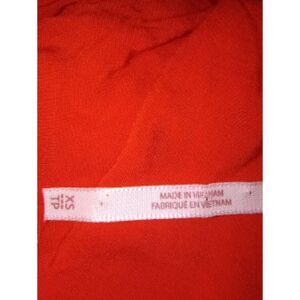 XS
TP
MADE IN VIETNAM
FABRIQUÉ EN VIETNAM